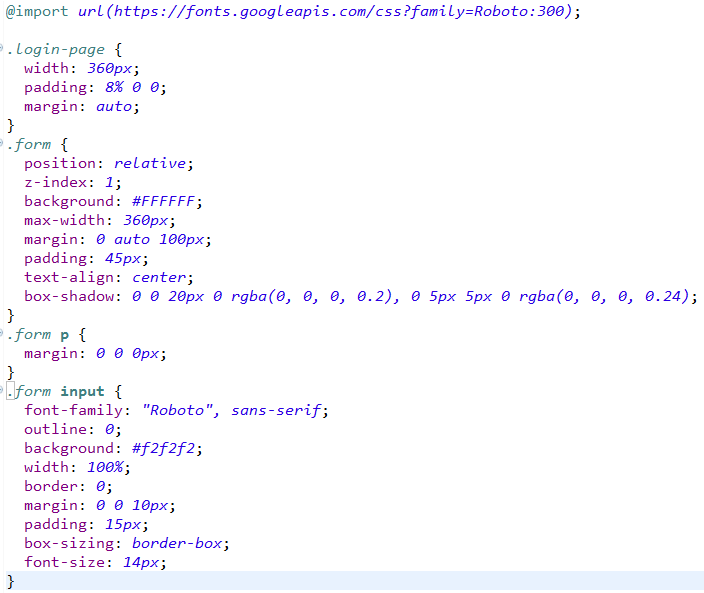 @import url(https://fonts.googleapis.com/css?family=Roboto:300);

.login-page {
  width: 360px;
  padding: 8% 0 0;
  margin: auto;
}
.form {
  position: relative;
  z-index: 1;
  background: #FFFFFF;
  max-width: 360px;
  margin: 0 auto 100px;
  padding: 45px;
  text-align: center;
  box-shadow: 0 0 20px 0 rgba(0, 0, 0, 0.2), 0 5px 5px 0 rgba(0, 0, 0, 0.24);
}
.form p {
  margin: 0 0 0px;
}
.form input {
  font-family: "Roboto", sans-serif;
  outline: 0;
  background: #f2f2f2;
  width: 100%;
  border: 0;
  margin: 0 0 10px;
  padding: 15px;
  box-sizing: border-box;
  font-size: 14px;
}